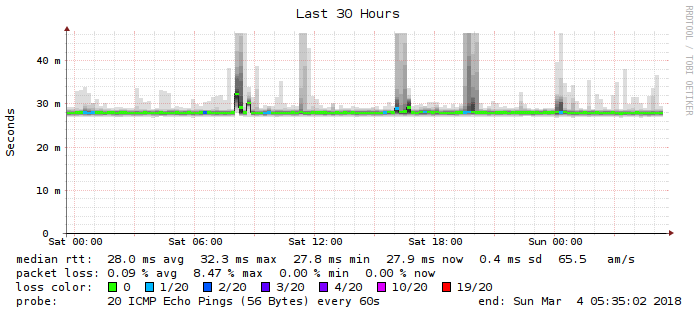 Last 30 Hours
RRDTOOL / TOBI OETIKER
Seconds
40 m
30 m
20 m
10 m
0
Sat 00:00 Sat 06:00 Sat 12:00 Sat 18:00 Sun 00:00
median rtt: 28.0 ms avg 32.3 ms max 27.8 ms min 27.9 ms now 0.4 ms sd 65.5 am/s
packet loss: 0.09 % avg 8.47 % max 0.00 % min 0.00 % now
loss color: 0 1/20 2/20 3/20 4/20 10/20 19/20
probe: 20 ICMP Echo Pings (56 Bytes) every 60s end: Sun Mar 4 05:35:02 2018